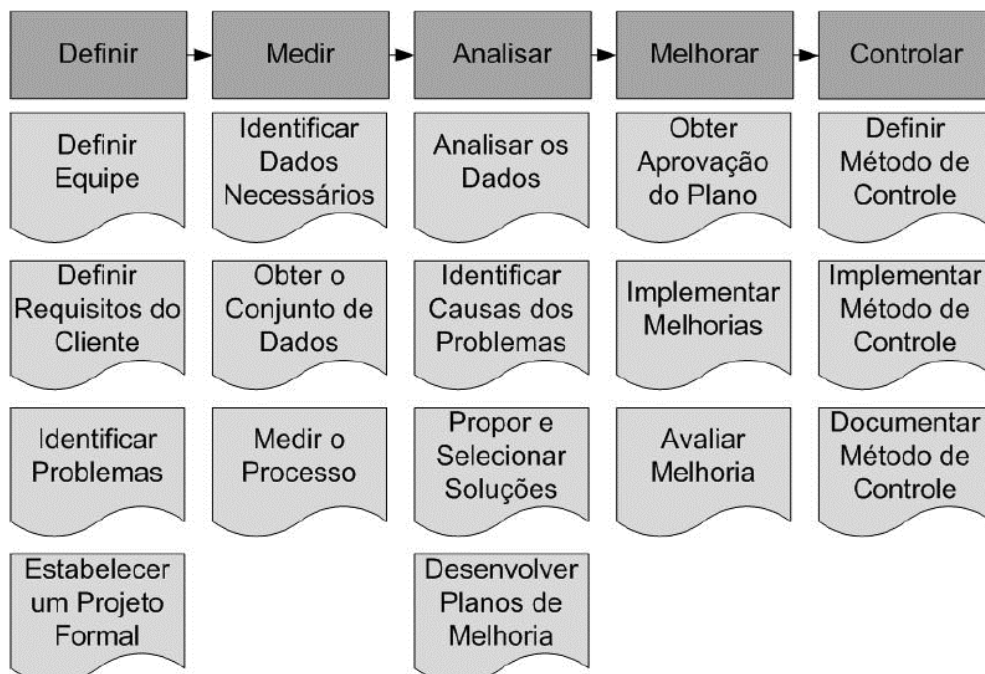 Definir
Medir
Analisar
Melhorar
Controlar
Definir
Equipe
Identificar
Dados
Necessários
Analisar os
Dados
Obter
Aprovação
do Plano
Definir
Método de
Controle
Definir
Requisitos do
Cliente
Obter o
Conjunto de
Dados
Identificar
Causas dos
Problemas
Implementar
Melhorias
Implementar
Método de
Controle
Identificar
Problemas
Medir o
Processo
Propor e
Selecionar
Soluções
Avaliar
Melhoria
Documentar
Método de
Controle
Estabelecer
um Projeto
Formal
Desenvolver
Planos de
Melhoria